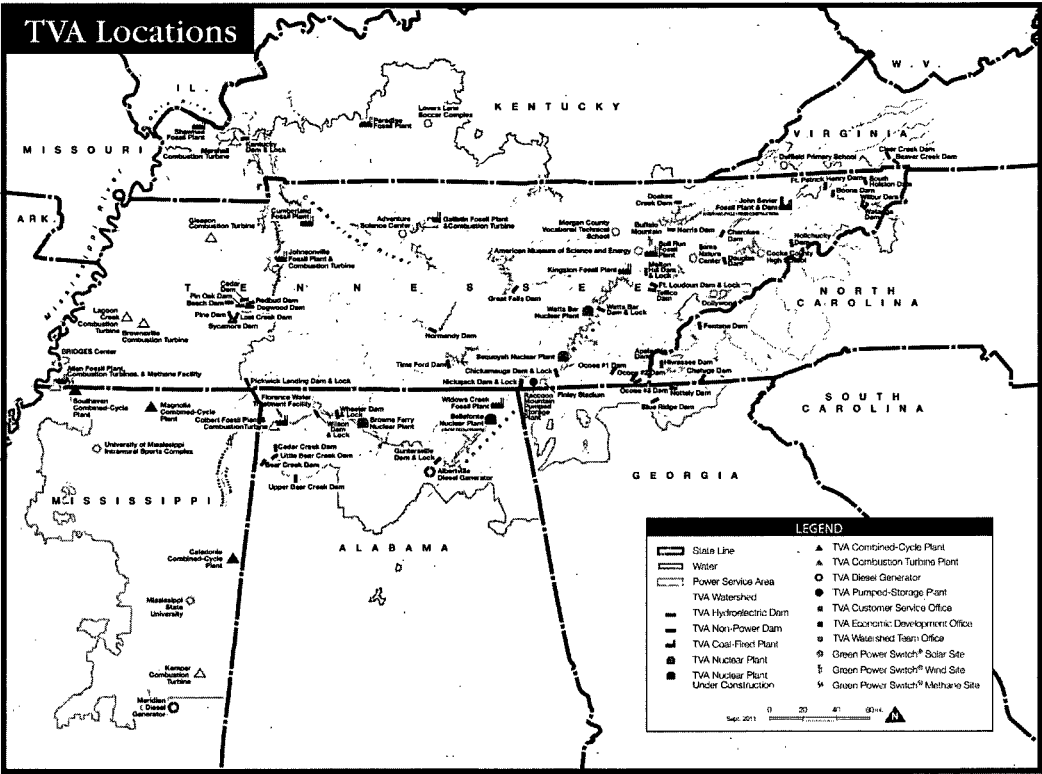 TVA Locations
W. V.
IL.
KENTUCKY
Lovers Lane
Soccer Complex
Paradise
Fossil Plant
Shawnee
Fossil Plant
VIRGINIA
MISSOURI
Marshall
Combustion Turbine
Kentucky
Dam & Lock
Clear Creek Dam
Beaver Creek Dam
Duffield Primary School
Ft. Patrick Henry Dam
South
Holston Dam
Boone Dam
Wilbur Dam
Watauga
Dam
ARK.
MISSISSIPPI
Doakes
Creek Dam
John Sevier
Fossil Plant & Dam
Cumberland
Fossil Plant
Gleason
Combustion Turbine
Adventure
Science Center
Gallatin Fossil Plant
& Combustion Turbine
Morgan County
Vocational Technical
School
Buffalo
Mountain
Norris Dam
Cherokee
Dam
Nolichucky
Dam
American Museum of Science and Energy
Bull Run
Fossil
Plant
Nature
Center
Douglas
Dam
Cocke County
High School
Johnsonville
Fossil Plant &
Combustion Turbine
Kingston Fossil Plant
Melton
Hill Dam
& Lock
TENNESSEE
Cedar
Dam
Pin Oak Dam
Beech Dam
Redbud Dam
Dogwood Dam
Pine Dam
Lost Creek Dam
Sycamore Dam
Great Falls Dam
Ft. Loudoun Dam & Lock
Tellico
Dam
Dollywood
NORTH
CAROLINA
Lagoon
Creek
Combustion
Turbine
Brownsville
Combustion Turbine
Watts Bar
Nuclear Plant
Watts Bar
Dam & Lock
Fontana Dam
Normandy Dam
BRIDGES Center
Tims Ford Dam
Sequoyah Nuclear Plant
Apalachia
Dam
Hiwassee Dam
Allen Fossil Plant,
Combustion Turbines, & Methane Facility
Chickamauga Dam & Lock
Ocoee #1 Dam
Ocoee #2 Dam
Chatuge Dam
Pickwick Landing Dam & Lock
Nickajack Dam & Lock
Ocoee #3 Dam
Nottely Dam
Southaven
Combined-Cycle
Plant
Magnolia
Combined-Cycle
Plant
Florence Water
Treatment Facility
Colbert Fossil Plant
Combustion Turbine
Wheeler Dam
& Lock
Wilson
Dam
& Lock
Browns Ferry
Nuclear Plant
Widows Creek
Fossil Plant
Bellefonte
Nuclear Plant
Raccoon
Mountain
Pumped
Storage
Plant
Finley Stadium
Blue Ridge Dam
SOUTH
CAROLINA
University of Mississippi
Intramural Sports Complex
Cedar Creek Dam
Little Bear Creek Dam
Bear Creek Dam
Upper Bear Creek Dam
Guntersville
Dam & Lock
Albertville
Diesel Generator
GEORGIA
MISSISSIPPI
ALABAMA
Caledonia
Combined-Cycle
Plant
Mississippi
State
University
Kemper
Combustion
Turbine
Meridian
Diesel
Generator
LEGEND
State Line
Water
Power Service Area
TVA Watershed
TVA Hydroelectric Dam
TVA Non-Power Dam
TVA Coal-Fired Plant
TVA Nuclear Plant
TVA Nuclear Plant
Under Construction
TVA Combined-Cycle Plant
TVA Combustion Turbine Plant
TVA Diesel Generator
TVA Pumped-Storage Plant
TVA Customer Service Office
TVA Economic Development Office
TVA Watershed Team Office
Green Power Switch® Solar Site
Green Power Switch® Wind Site
Green Power Switch® Methane Site
Sept. 2011
0 20 40 60 mi.
N